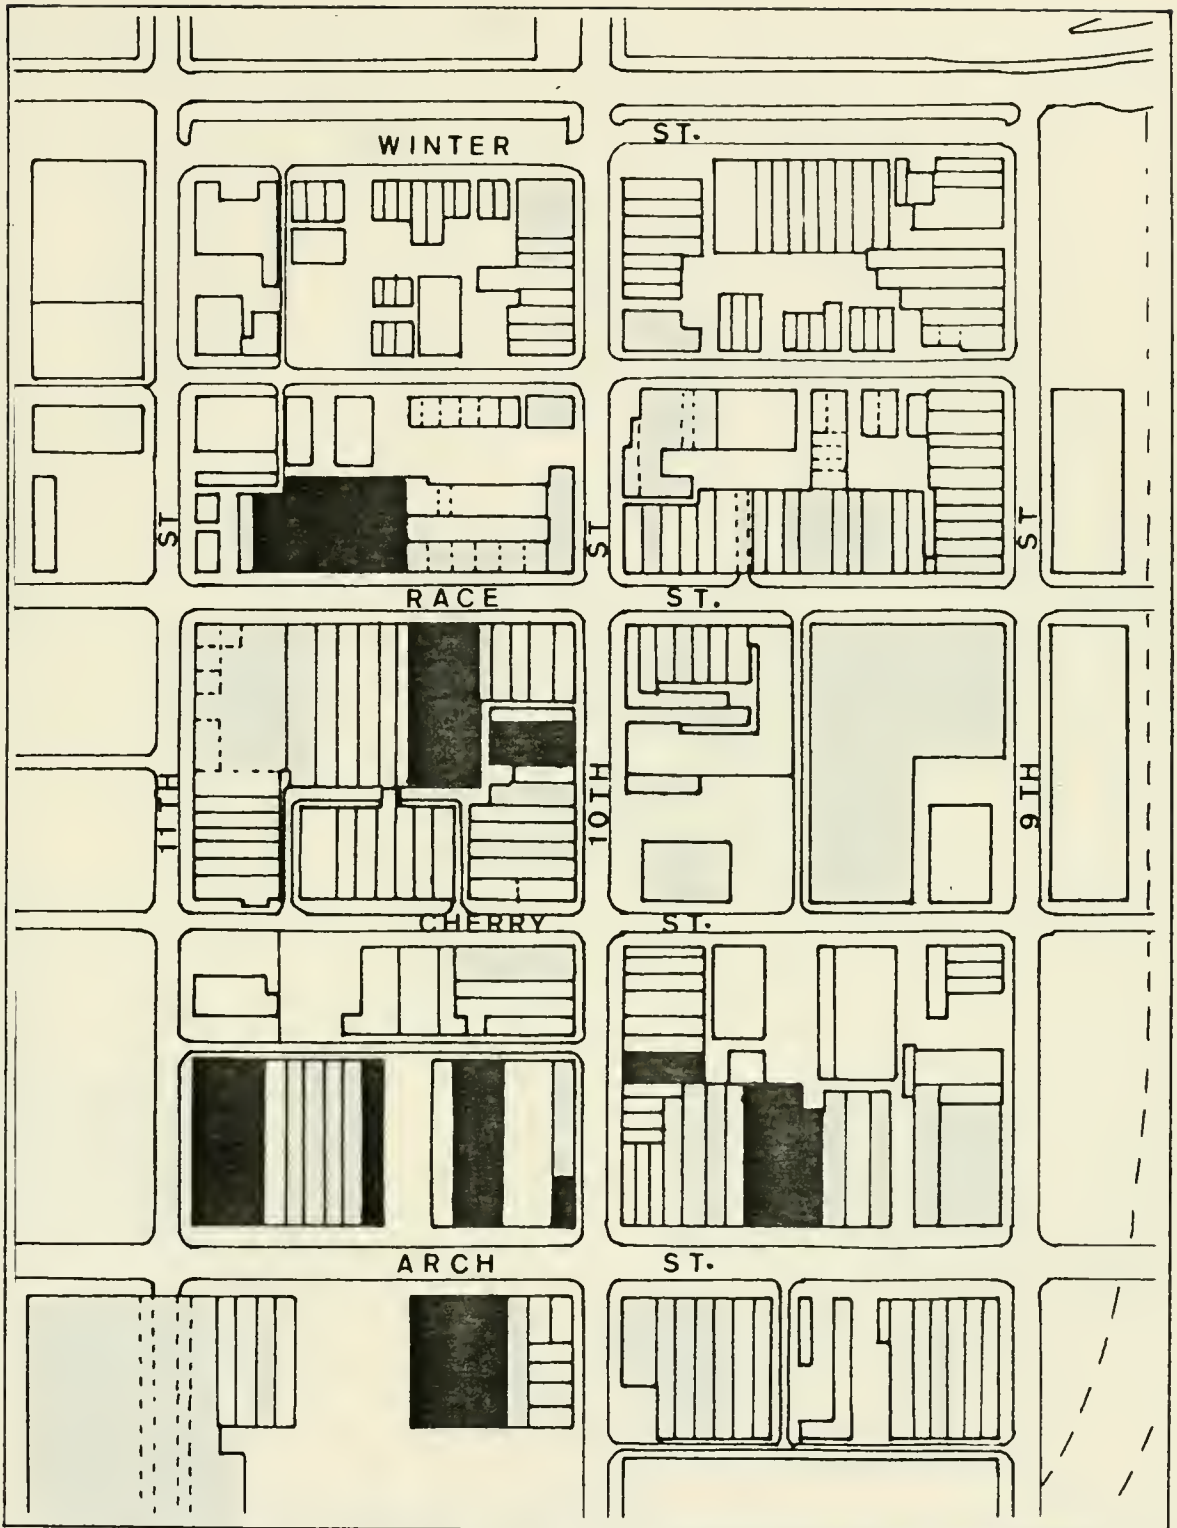 WINTER ST.
ST ST ST
RACE ST.
11TH 10TH 9TH
CHERRY ST.
ARCH ST.